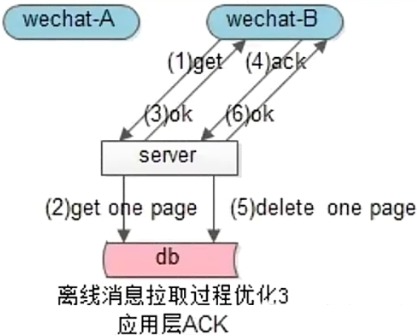 wechat-A
wechat-B
(1)get
(4)ack
(3)ok
(6)ok
server
(2)get one page
(5)delete one page
db
离线消息拉取过程优化3
应用层ACK